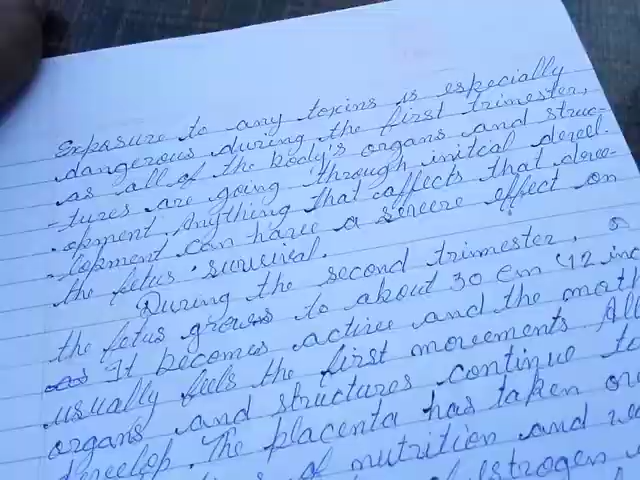 Exposure to any toxins is especially
dangerous during the first trimester,
as all of the body's organs and struc-
-tures are going through initcal devell-
-opment. Anything that affects that deve-
-lopment can have a severe effect on
the fetus' survival.
During the second trimester,
the fetus grows to about 30 cm 12 inc
It becomes active and the moth
usually feels the first movements. All
organs and structures continue to
develop. The placenta has taken
of nutrition and
estrogen